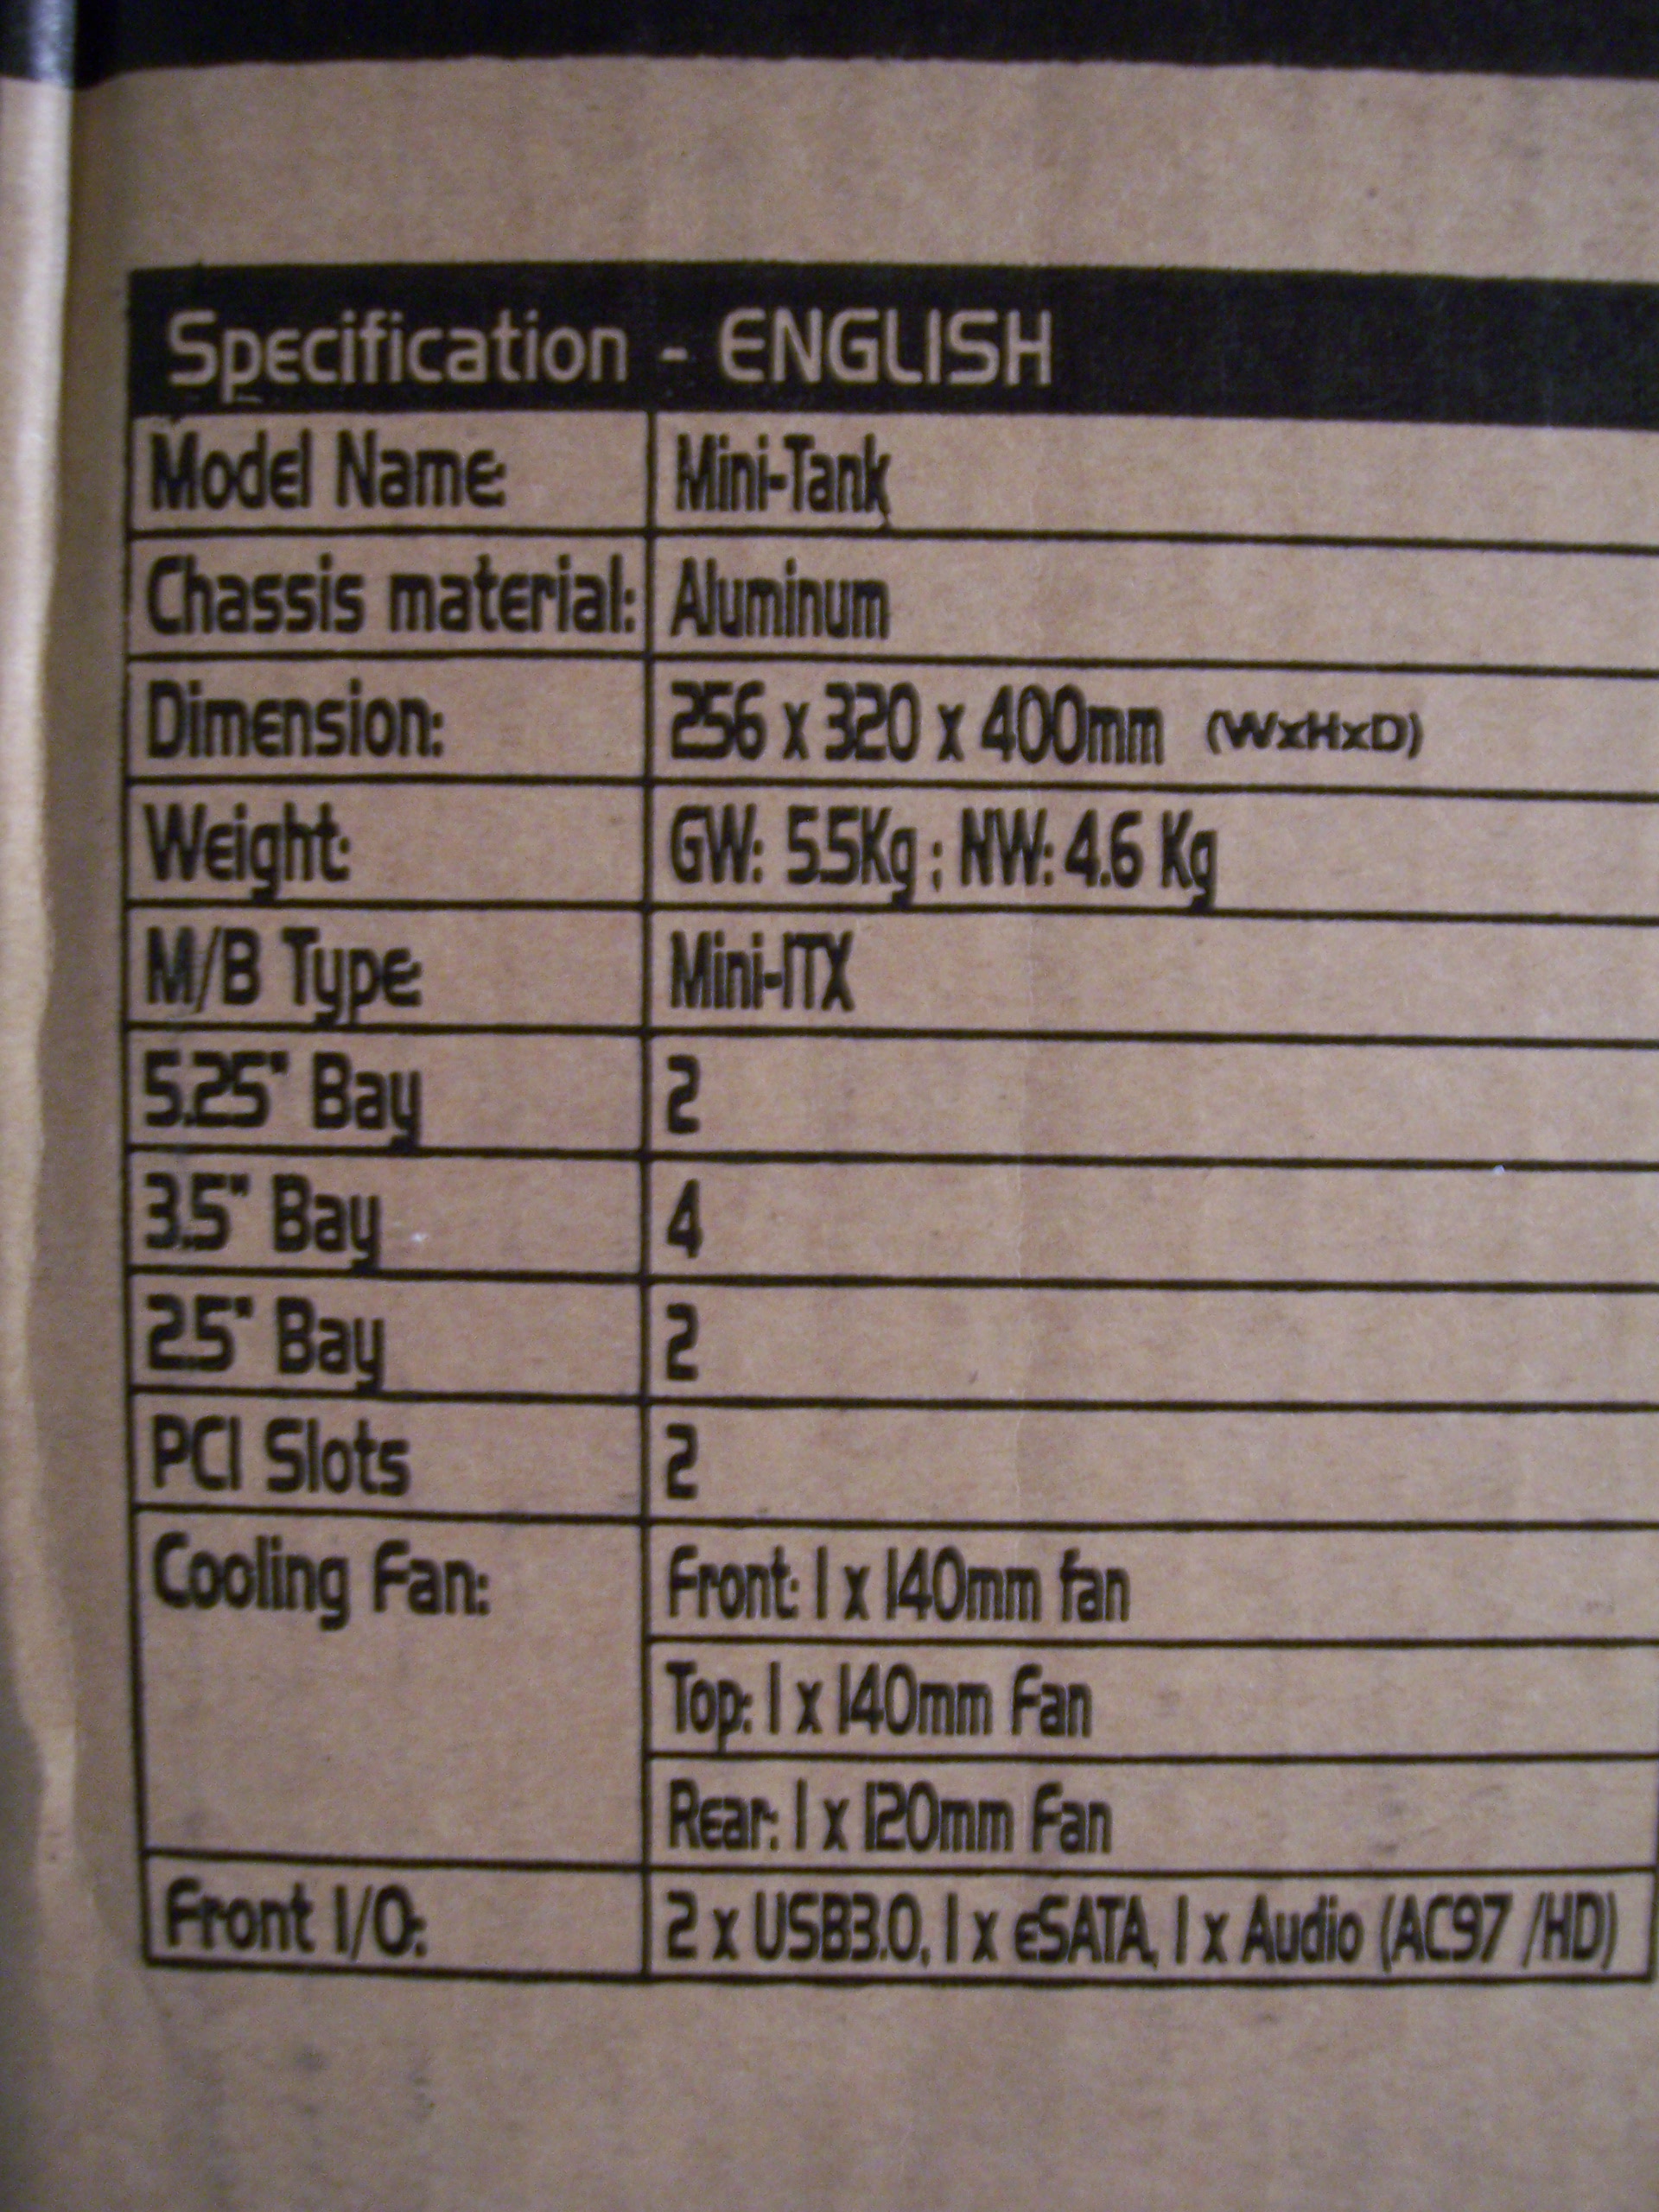 Specification - ENGLISH
Model Name: Mini-Tank
Chassis material: Aluminum
Dimension: 256 x 320 x 400mm (WxHxD)
Weight: GW: 5.5Kg ; NW: 4.6 Kg
M/B Type Mini-ITX
5.25" Bay 2
3.5" Bay 4
2.5" Bay 2
PCI Slots 2
Cooling Fan: Front: 1 x 140mm fan
Top: 1 x 140mm Fan
Rear: 1 x 120mm Fan
Front I/O: 2 x USB3.0, 1 x eSATA, 1 x Audio (AC97 /HD)